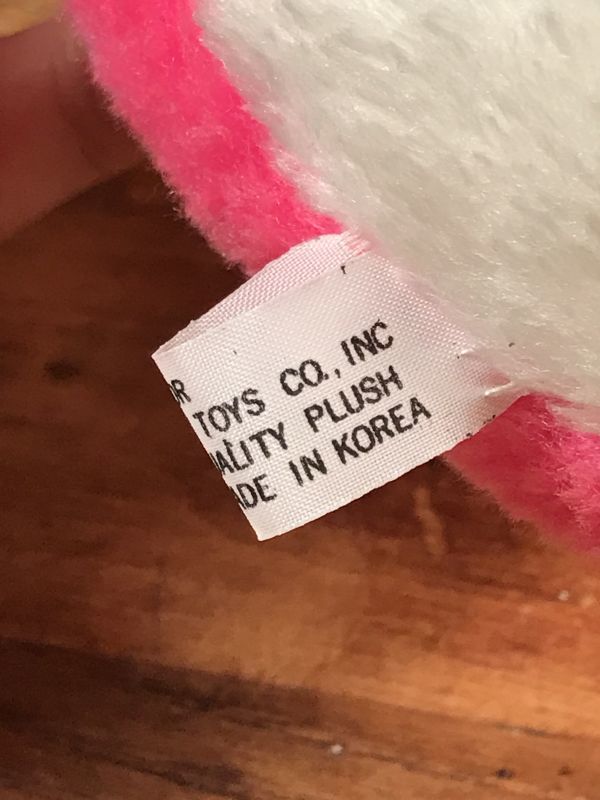 R
TOYS CO., INC
ALITY PLUSH
ADE IN KOREA